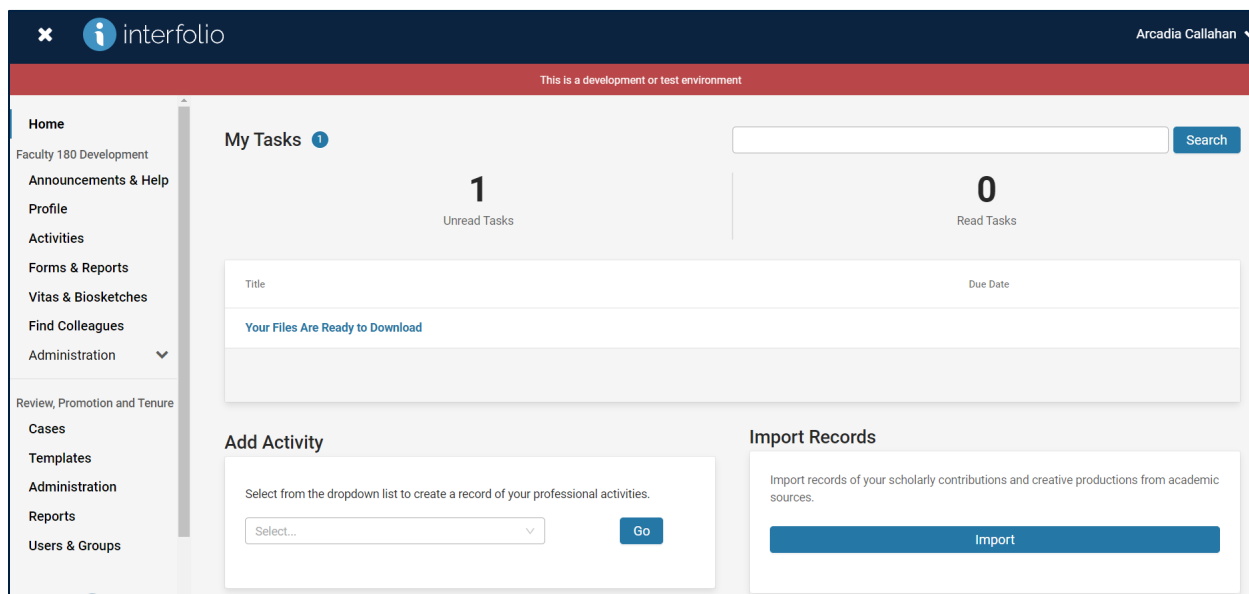 interfolio
Arcadia Callahan
This is a development or test environment
Home
Faculty 180 Development
Announcements & Help
Profile
Activities
Forms & Reports
Vitas & Biosketches
Find Colleagues
Administration
Review, Promotion and Tenure
Cases
Templates
Administration
Reports
Users & Groups
My Tasks 1
Search
1
Unread Tasks
0
Read Tasks
Title Due Date
Your Files Are Ready to Download
Add Activity
Select from the dropdown list to create a record of your professional activities.
Select...
Go
Import Records
Import records of your scholarly contributions and creative productions from academic
sources.
Import